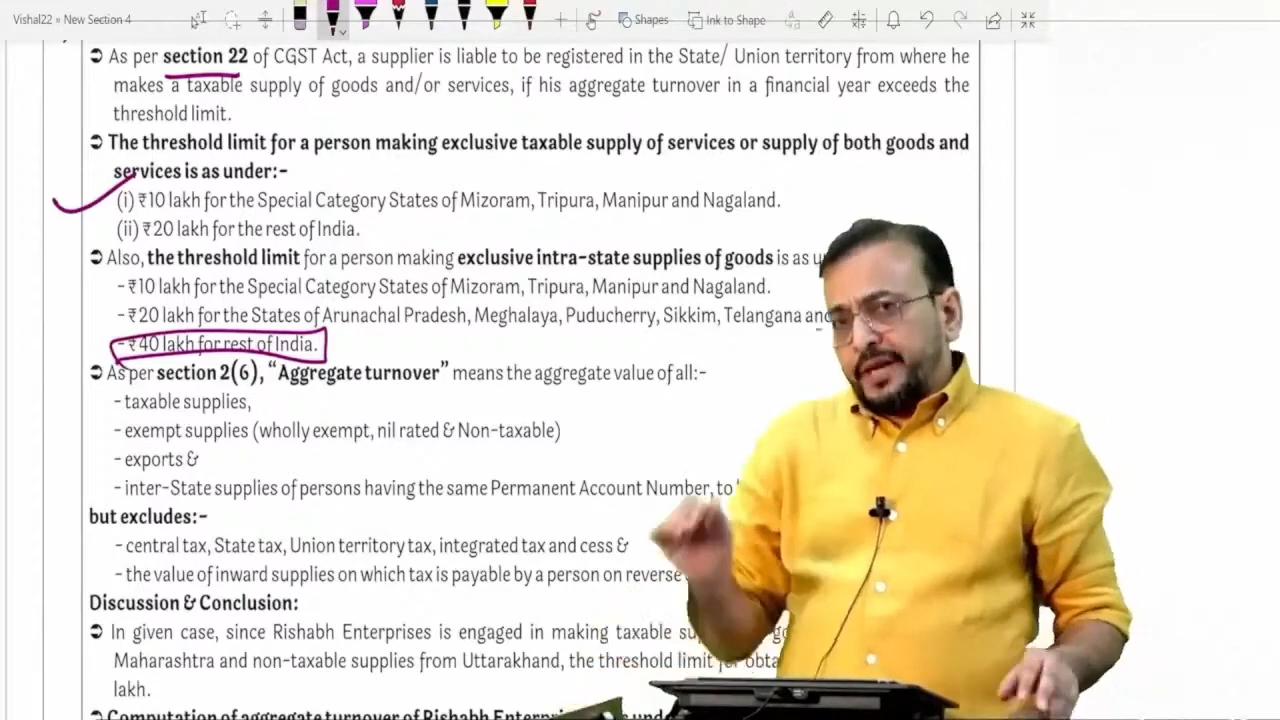 Vishal22 » New Section 4
Shapes
Ink to Shape
➲ As per section 22 of CGST Act, a supplier is liable to be registered in the State/ Union territory from where he
makes a taxable supply of goods and/or services, if his aggregate turnover in a financial year exceeds the
threshold limit.
➲ The threshold limit for a person making exclusive taxable supply of services or supply of both goods and
services is as under:-
(i) ₹10 lakh for the Special Category States of Mizoram, Tripura, Manipur and Nagaland.
(ii) ₹20 lakh for the rest of India.
➲ Also, the threshold limit for a person making exclusive intra-state supplies of goods is as
- ₹10 lakh for the Special Category States of Mizoram, Tripura, Manipur and Nagaland.
- ₹20 lakh for the States of Arunachal Pradesh, Meghalaya, Puducherry, Sikkim, Telangana and
- ₹40 lakh for rest of India.
➲ As per section 2(6), “Aggregate turnover” means the aggregate value of all:-
- taxable supplies,
- exempt supplies (wholly exempt, nil rated & Non-taxable)
- exports &
- inter-State supplies of persons having the same Permanent Account Number, to
but excludes:-
- central tax, State tax, Union territory tax, integrated tax and cess &
- the value of inward supplies on which tax is payable by a person on reverse
Discussion & Conclusion:
➲ In given case, since Rishabh Enterprises is engaged in making taxable
Maharashtra and non-taxable supplies from Uttarakhand, the threshold limit
lakh.
➲ Computation of aggregate turnover of Rishabh